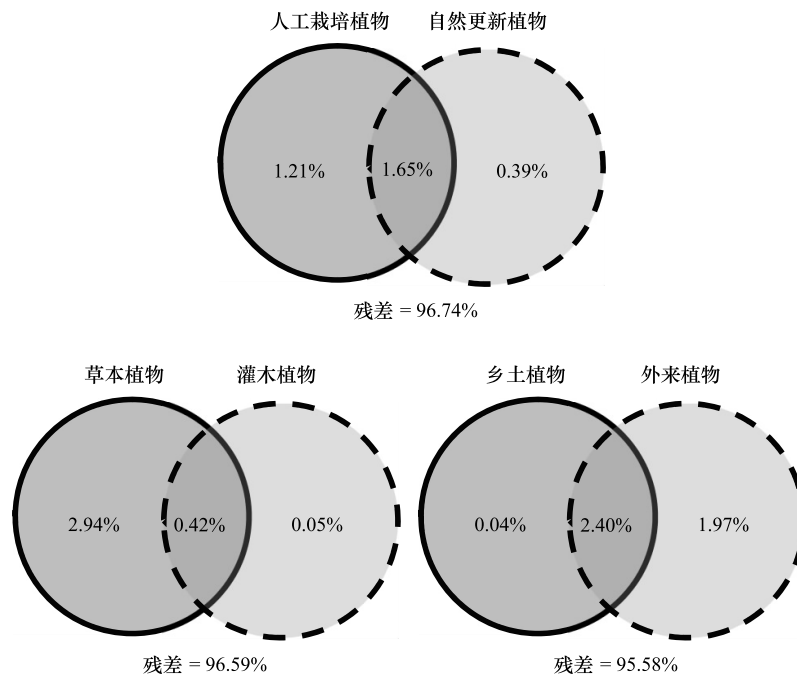 人工栽培植物 自然更新植物
1.21% 1.65% 0.39%
残差 = 96.74%
草本植物 灌木植物
2.94% 0.42% 0.05%
残差 = 96.59%
乡土植物 外来植物
0.04% 2.40% 1.97%
残差 = 95.58%